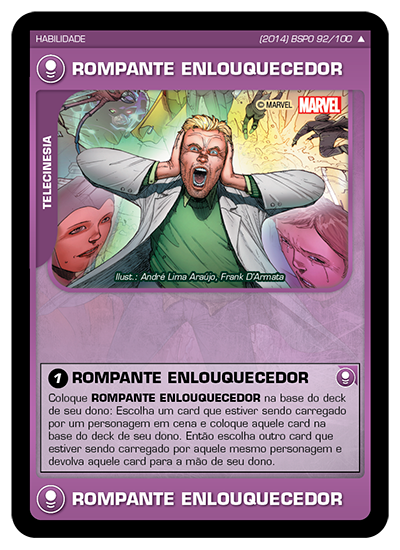 HABILIDADE
(2014) BSPO 92/100 ▲
ROMPANTE ENLOUQUECEDOR
TELECINESIA
© MARVEL
MARVEL
Ilust.: André Lima Araújo, Frank D'Armata
1 ROMPANTE ENLOUQUECEDOR
Coloque ROMPANTE ENLOUQUECEDOR na base do deck
de seu dono: Escolha um card que estiver sendo carregado
por um personagem em cena e coloque aquele card na
base do deck de seu dono. Então escolha outro card que
estiver sendo carregado por aquele mesmo personagem e
devolva aquele card para a mão de seu dono.
ROMPANTE ENLOUQUECEDOR